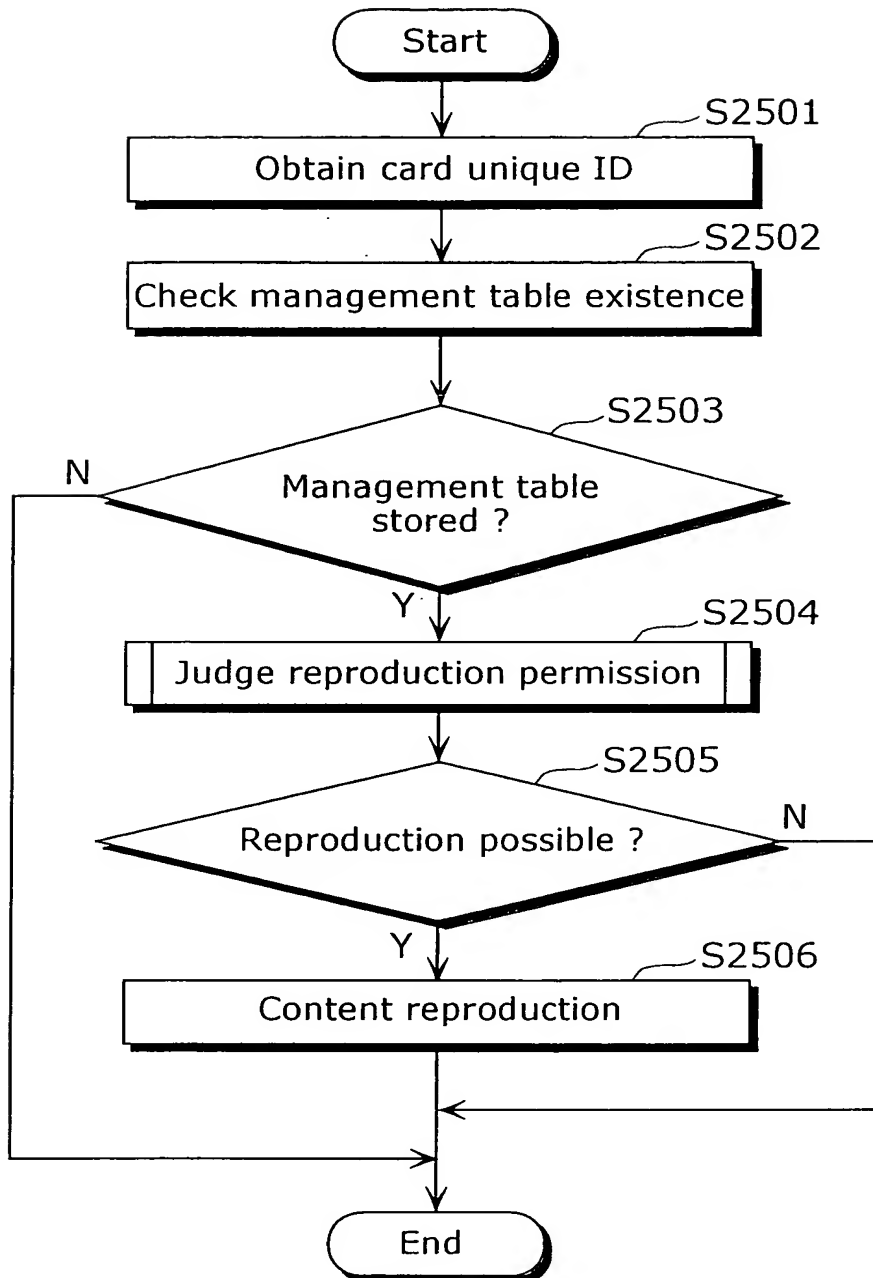 Start
S2501
Obtain card unique ID
S2502
Check management table existence
S2503
N
Management table
stored ?
Y
S2504
Judge reproduction permission
S2505
Reproduction possible ?
N
Y
S2506
Content reproduction
End